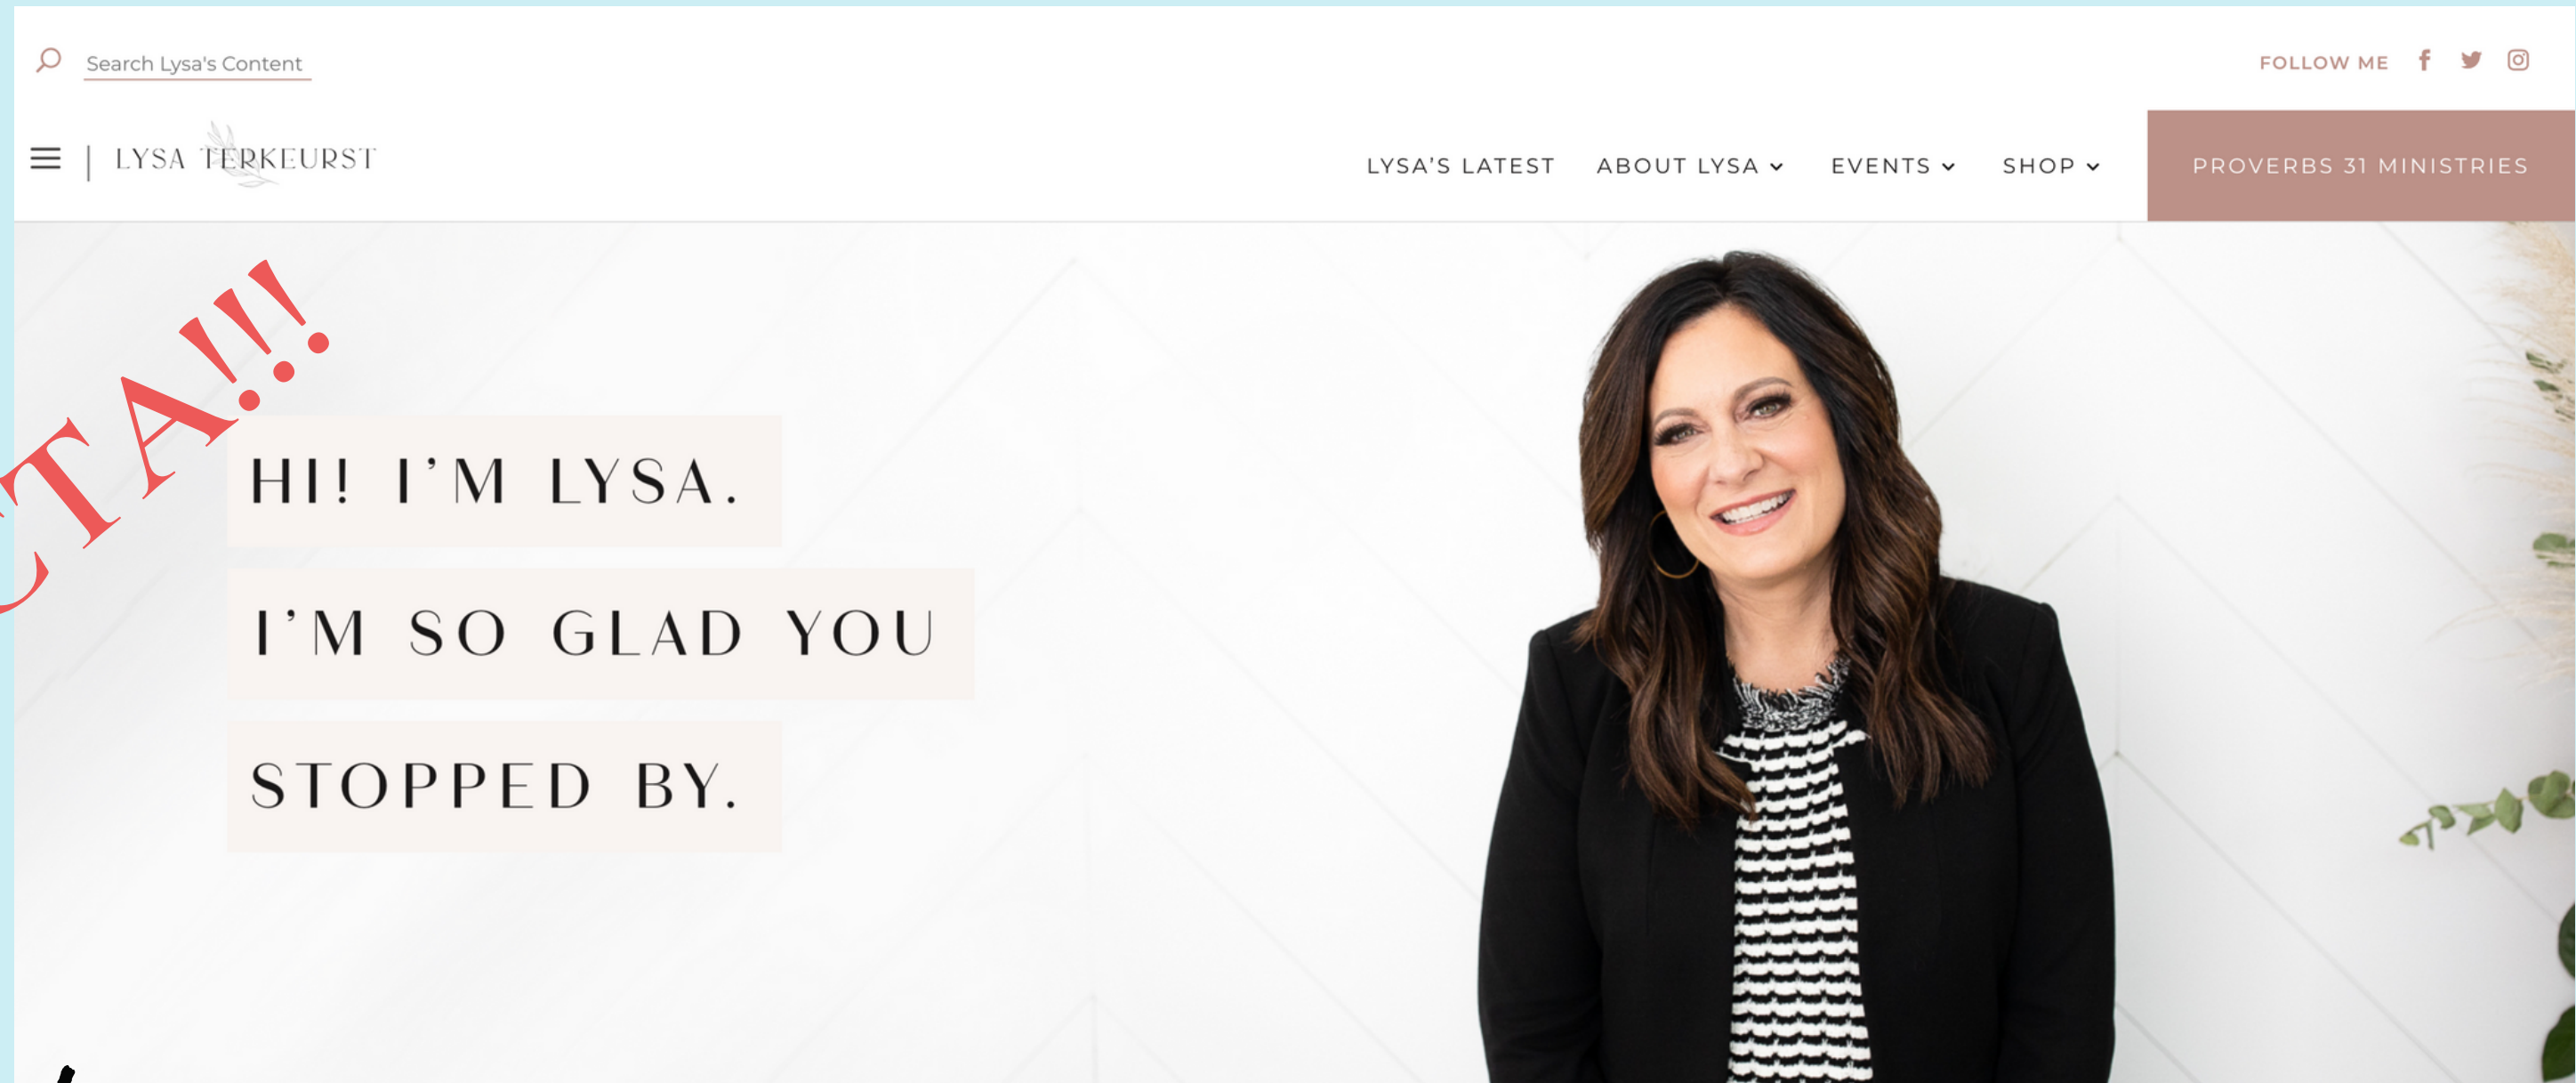 Search Lysa's Content
FOLLOW ME
LYSA TERKEURST
LYSA'S LATEST
ABOUT LYSA
EVENTS
SHOP
PROVERBS 31 MINISTRIES
CTA!!!
HI! I'M LYSA.
I'M SO GLAD YOU
STOPPED BY.